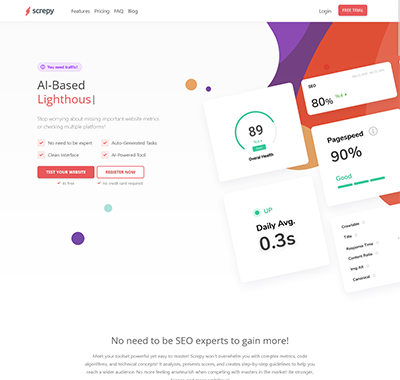 screpy
Features Pricing FAQ Blog
Login
FREE TRIAL
You need traffic!
AI-Based
Lighthous|
Stop worrying about missing important website metrics
or checking multiple platforms!
No need to be expert
Auto-Generated Tasks
Clean Interface
AI-Powered Tool
TEST YOUR WEBSITE
REGISTER NOW
At free
no credit card required
SEO
80%
89
Overal Health
Pagespeed
90%
Good
UP
Daily Avg.
0.3s
Crawlable
Title
Response Time
Content Ratio
Img Alt
Canonical
No need to be SEO experts to gain more!
Meet your toolset powerful yet easy to master! Screpy won't overwhelm you with complex metrics, code
algorithms, and technical concepts! It analyzes, presents scores, and create step-by-step guidelines to help you
reach a wider audience. No more feeling amateurish when competing with masters in the market! Be stronger,